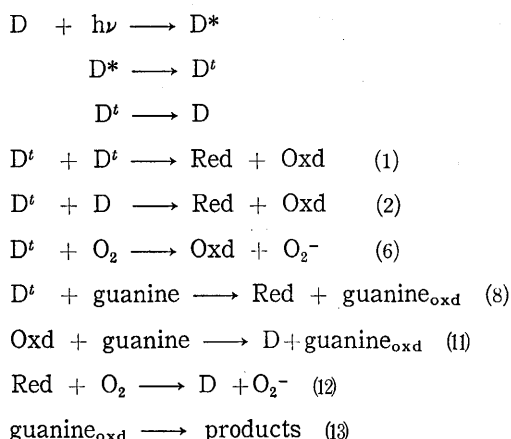 D + hν ⟶ D*
D* ⟶ Dᵗ
Dᵗ ⟶ D
Dᵗ + Dᵗ ⟶ Red + Oxd (1)
Dᵗ + D ⟶ Red + Oxd (2)
Dᵗ + O₂ ⟶ Oxd + O₂⁻ (6)
Dᵗ + guanine ⟶ Red + guanineₒₓd (8)
Oxd + guanine ⟶ D+guanineₒₓd (11)
Red + O₂ ⟶ D +O₂⁻ (12)
guanineₒₓd ⟶ products (13)